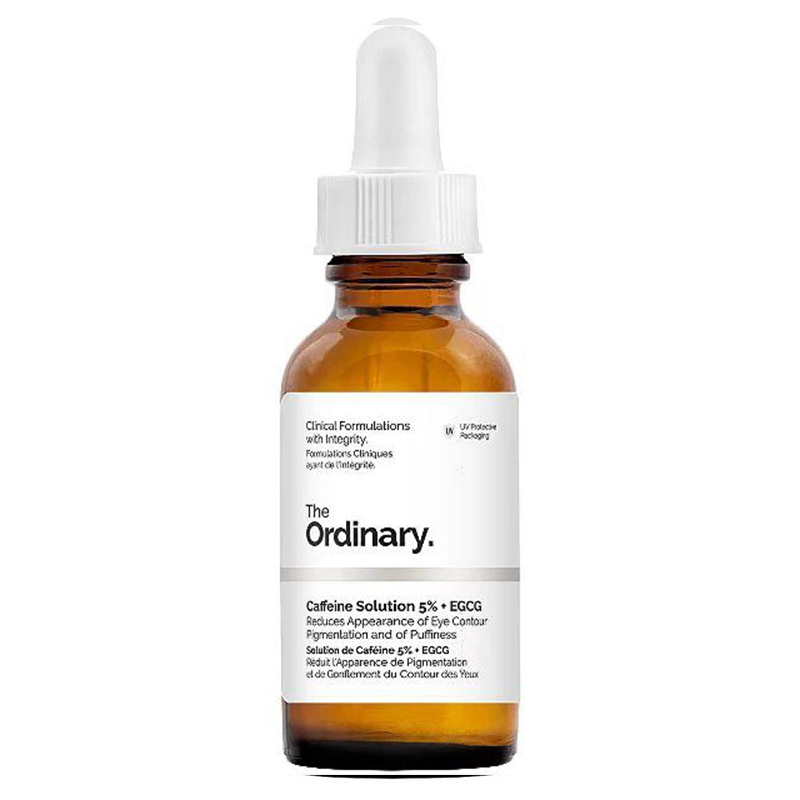 Clinical Formulations
with Integrity.
Formulations Cliniques
ayant de l'Intégrité.
UV
UV Protective
Packaging
The
Ordinary.
Caffeine Solution 5% + EGCG
Reduces Appearance of Eye Contour
Pigmentation and of Puffiness
Solution de Caféine 5% + EGCG
Réduit l'Apparence de Pigmentation
et de Gonflement du Contour des Yeux